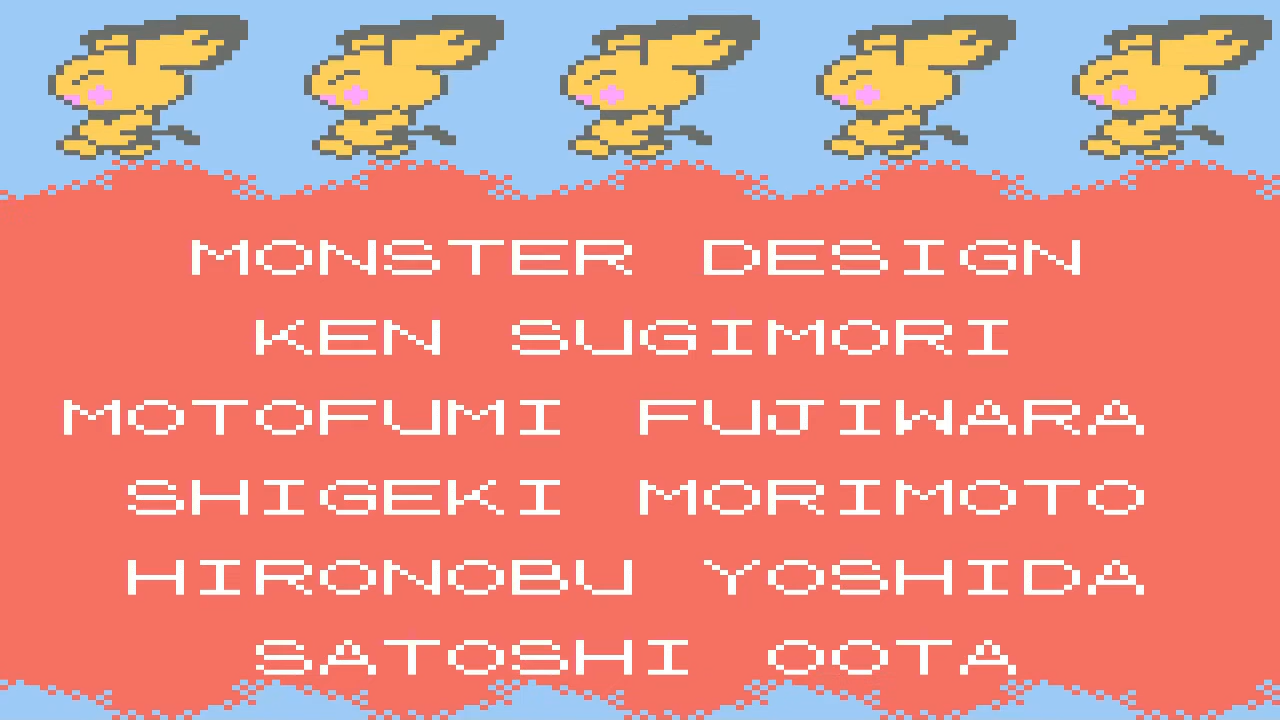 MONSTER DESIGN
KEN SUGIMORI
MOTOFUMI FUJIWARA
SHIGEKI MORIMOTO
HIRONOBU YOSHIDA
SATOSHI OOTA